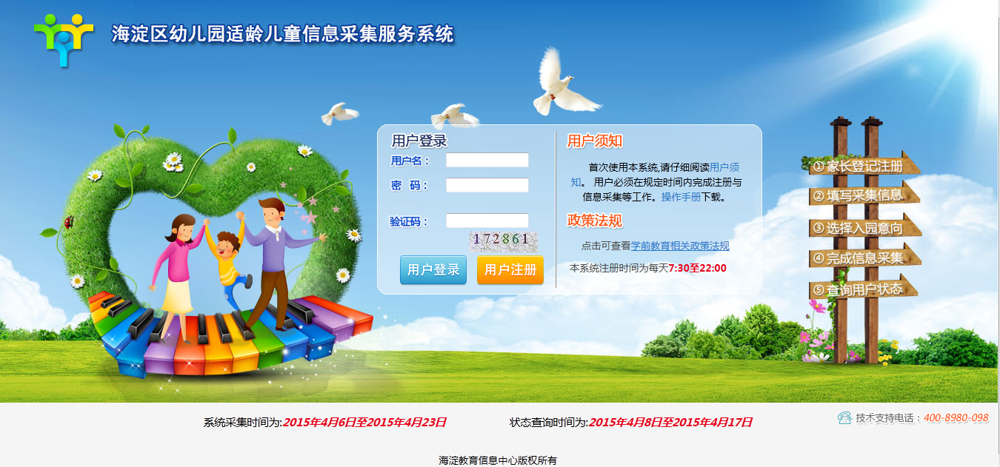 海淀区幼儿园适龄儿童信息采集服务系统
用户登录
用户名：
密 码：
验证码：
172861
用户登录 用户注册
用户须知
首次使用本系统,请仔细阅读用户须
知。 用户必须在规定时间内完成注册与
信息采集等工作。操作手册下载。
政策法规
点击可查看学前教育相关政策法规
本系统注册时间为每天7:30至22:00
①家长登记注册
②填写采集信息
③选择入园意向
④完成信息采集
⑤查询用户状态
系统采集时间为:2015年4月6日至2015年4月23日
状态查询时间为:2015年4月8日至2015年4月17日
技术支持电话：400-8980-098
海淀教育信息中心版权所有